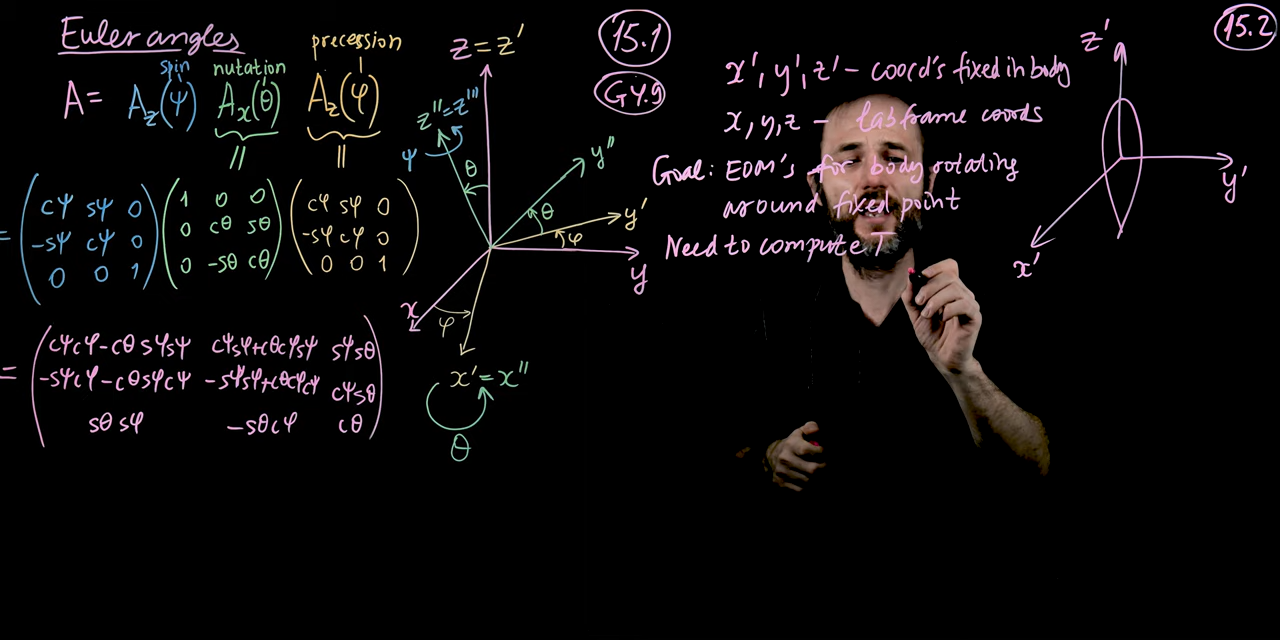 Euler angles
spin nutation precession
A = A_z(ψ) A_x(θ) A_z(φ)
|| ||
= (cψ sψ 0 (1 0 0 (cφ sφ 0
-sψ cψ 0 0 cθ sθ -sφ cφ 0
0 0 1) 0 -sθ cθ) 0 0 1)
= (cψcφ-cθsφsψ cψsφ+cθcφsψ sψsθ
-sψcφ-cθsφcψ -sψsφ+cθcφcψ cψsθ
sθsφ -sθcφ cθ)
z = z'
z'' = z'''
ψ
θ
y''
θ
y'
φ
y
x
φ
x' = x''
θ
15.1
G4.9
x', y', z' – coord's fixed in body
x, y, z – lab frame coords
Goal: EOM's for body rotating
around fixed point
Need to compute T
15.2
z'
y'
x'